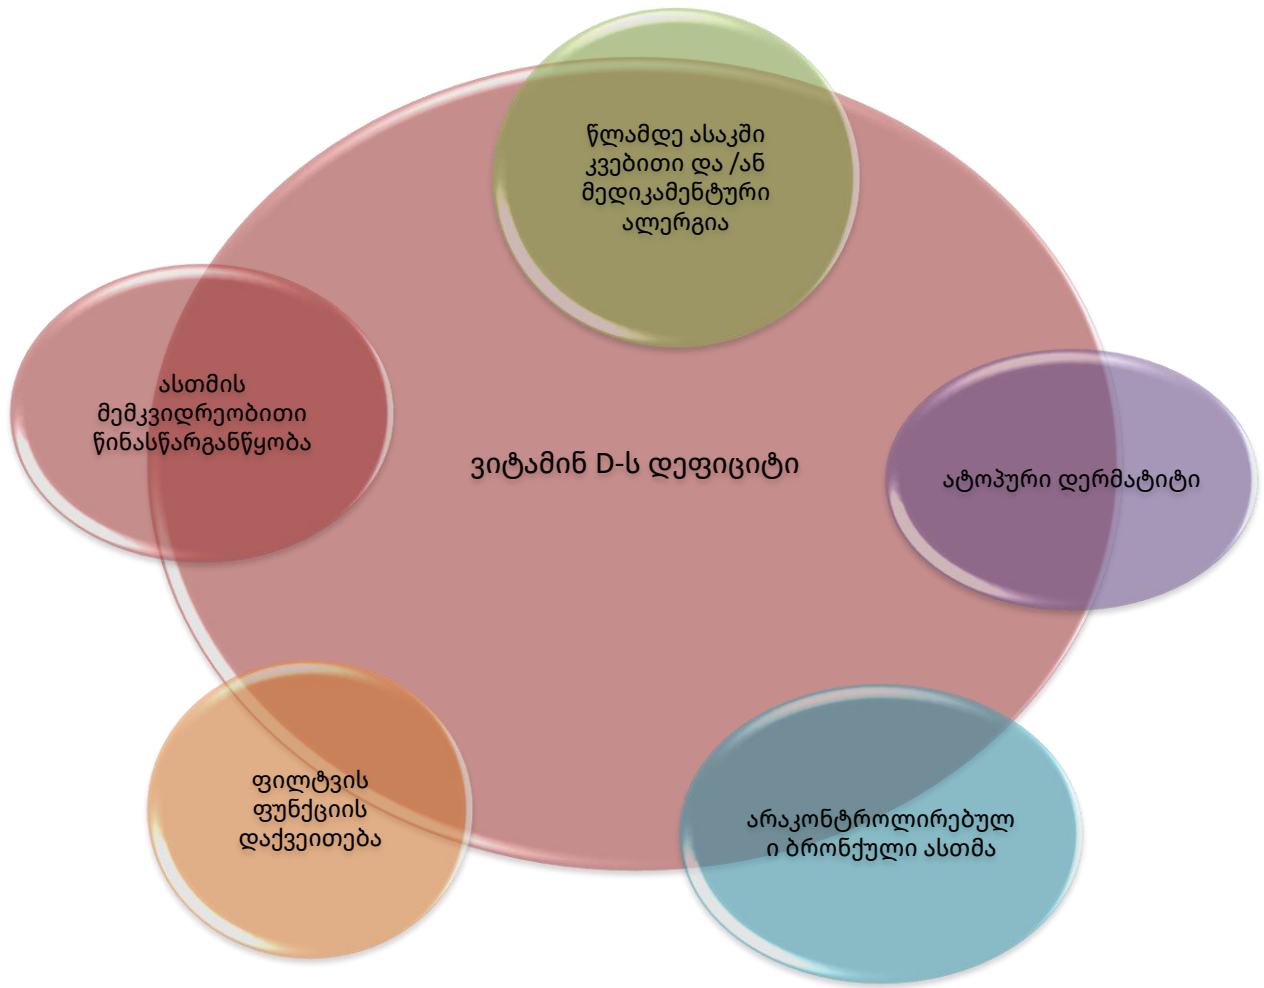 წლამდე ასაკში
კვებითი და /ან
მედიკამენტური
ალერგია
ასთმის
მემკვიდრეობითი
წინასწარგანწყობა
ვიტამინ D-ს დეფიციტი
ატოპური დერმატიტი
ფილტვის
ფუნქციის
დაქვეითება
არაკონტროლირებულ
ი ბრონქული ასთმა